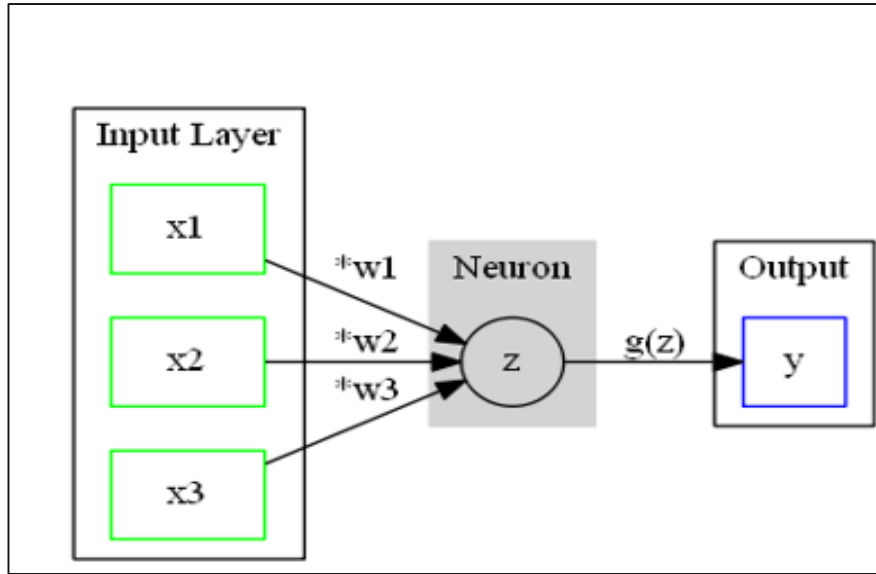 Input Layer
x1
x2
x3
*w1
*w2
*w3
Neuron
z
g(z)
Output
y